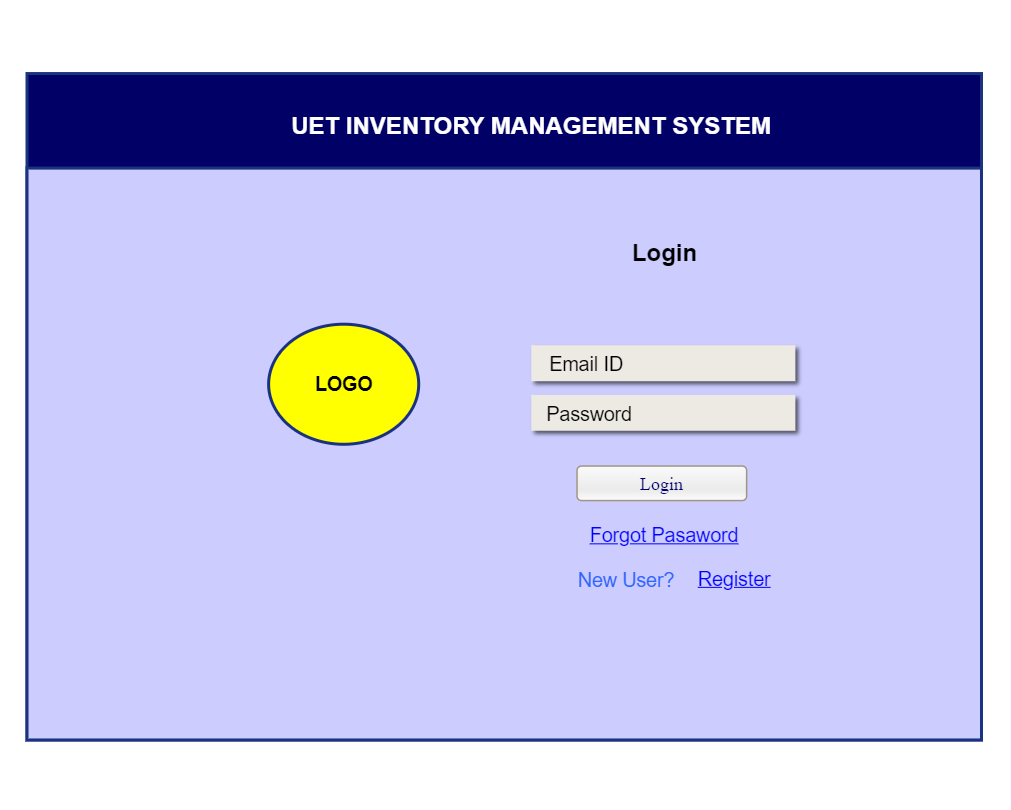 UET INVENTORY MANAGEMENT SYSTEM
Login
LOGO
Email ID
Password
Login
Forgot Pasaword
New User? Register